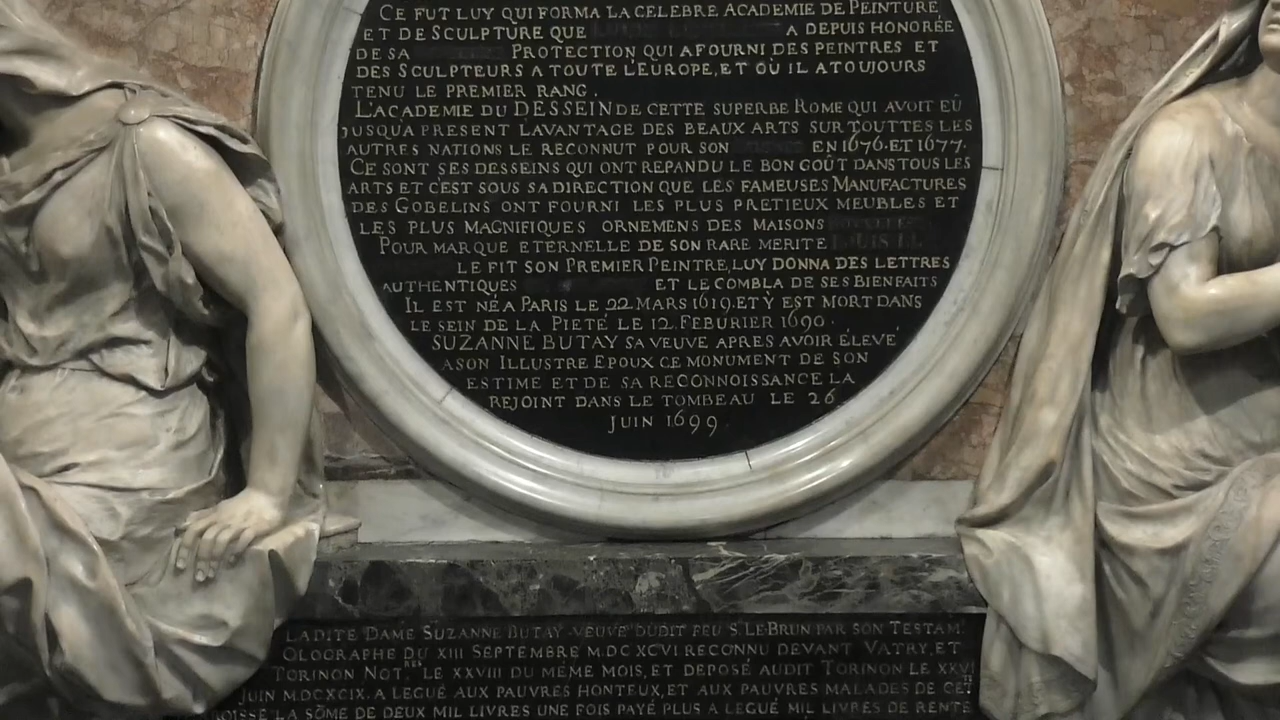 CE FUT LUY QUI FORMA LA CELEBRE ACADEMIE DE PEINTURE
ET DE SCULPTURE QUE A DEPUIS HONORÉE
DE SA PROTECTION, QUI A FOURNI DES PEINTRES ET
DES SCULPTEURS A TOUTE L'EUROPE, ET OÙ IL A TOUJOURS
TENU LE PREMIER RANG.
L'ACADEMIE DU DESSEIN DE CETTE SUPERBE ROME QUI AVOIT EÛ
JUSQU'A PRESENT L'AVANTAGE DES BEAUX ARTS SUR TOUTTES LES
AUTRES NATIONS LE RECONNUT POUR SON EN 1676. ET 1677.
CE SONT SES DESSEINS QUI ONT REPANDU LE BON GOÛT DANS TOUS LES
ARTS ET C'EST SOUS SA DIRECTION QUE LES FAMEUSES MANUFACTURES
DES GOBELINS ONT FOURNI LES PLUS PRETIEUX MEUBLES ET
LES PLUS MAGNIFIQUES ORNEMENS DES MAISONS
POUR MARQUE ETERNELLE DE SON RARE MERITE LOUIS LE
LE FIT SON PREMIER PEINTRE, LUY DONNA DES LETTRES
AUTHENTIQUES ET LE COMBLA DE SES BIENFAITS
IL EST NÉ A PARIS LE 22 MARS 1619. ET Y EST MORT DANS
LE SEIN DE LA PIETÉ LE 12. FEBURIER 1690.
SUZANNE BUTAY SA VEUVE APRES AVOIR ÉLEVÉ
A SON ILLUSTRE EPOUX CE MONUMENT DE SON
ESTIME ET DE SA RECONNOISSANCE LA
REJOINT DANS LE TOMBEAU LE 26
JUIN 1699
LADITE DAME SUZANNE BUTAY VEUVE DUDIT FEU S. LE BRUN PAR SON TESTAM.
OLOGRAPHE DU XIII SEPTEMBRE M.DC XCVI RECONNU DEVANT VATRY, ET
TORINON NOT.RES LE XXVIII DU MÊME MOIS, ET DEPOSÉ AUDIT TORINON LE XXVI
JUIN M.DCXCIX. A LEGUÉ AUX PAUVRES HONTEUX, ET AUX PAUVRES MALADES DE CET.
LA SÔME DE DEUX MIL LIVRES UNE FOIS PAYÉ PLUS A LEGUÉ MIL LIVRES DE RENTE